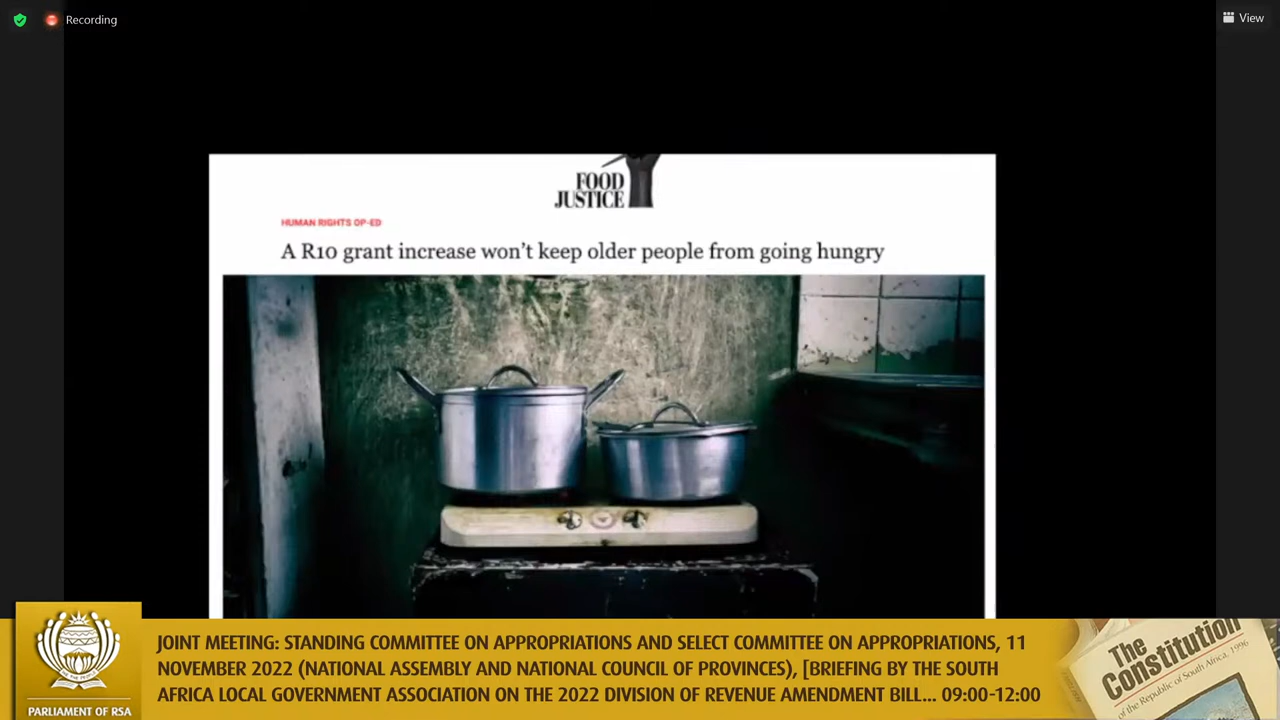 Recording
View
FOOD
JUSTICE
HUMAN RIGHTS OP-ED
A R10 grant increase won't keep older people from going hungry
JOINT MEETING: STANDING COMMITTEE ON APPROPRIATIONS AND SELECT COMMITTEE ON APPROPRIATIONS, 11
NOVEMBER 2022 (NATIONAL ASSEMBLY AND NATIONAL COUNCIL OF PROVINCES), [BRIEFING BY THE SOUTH
AFRICA LOCAL GOVERNMENT ASSOCIATION ON THE 2022 DIVISION OF REVENUE AMENDMENT BILL... 09:00-12:00
PARLIAMENT OF RSA
The
Constitution
of the Republic of South Africa, 1996